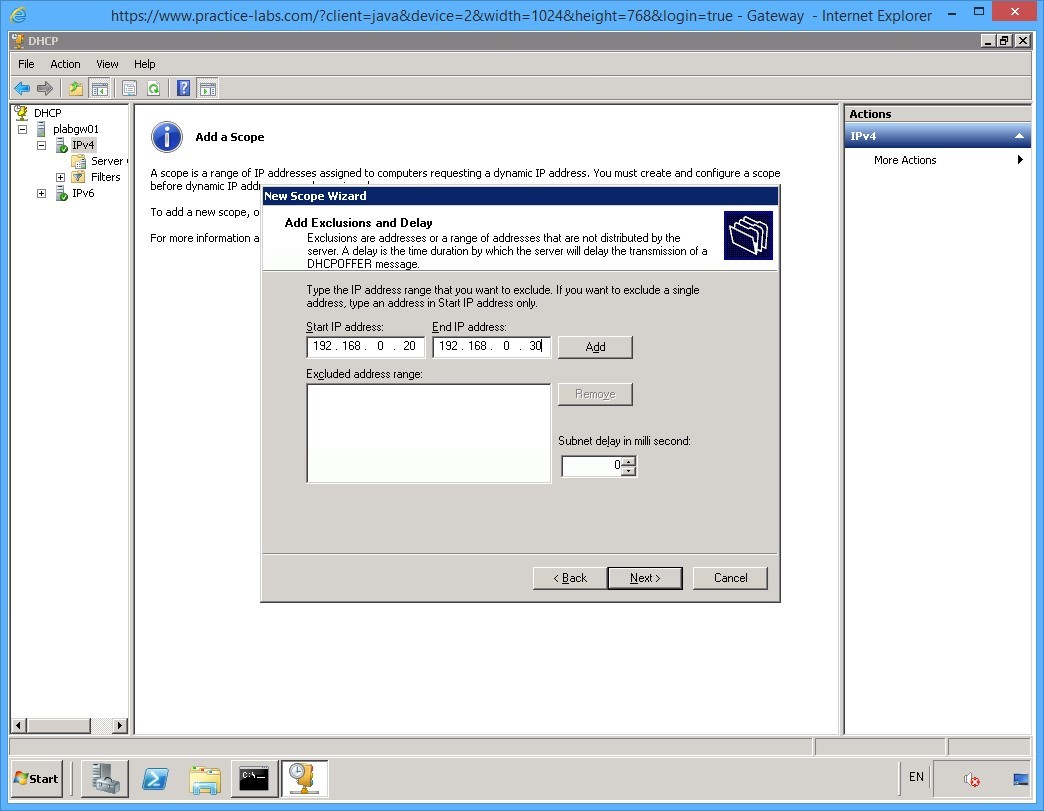 https://www.practice-labs.com/?client=java&device=2&width=1024&height=768&login=true - Gateway - Internet Explorer
DHCP
File Action View Help
DHCP
plabgw01
IPv4
Server
Filters
IPv6
Add a Scope
A scope is a range of IP addresses assigned to computers requesting a dynamic IP address. You must create and configure a scope
before dynamic IP
To add a new scope,
For more information
New Scope Wizard
Add Exclusions and Delay
Exclusions are addresses or a range of addresses that are not distributed by the
server. A delay is the time duration by which the server will delay the transmission of a
DHCPOFFER message.
Type the IP address range that you want to exclude. If you want to exclude a single
address, type an address in Start IP address only.
Start IP address: End IP address:
192 . 168 . 0 . 20 192 . 168 . 0 . 30 Add
Excluded address range:
Remove
Subnet delay in milli second:
0
< Back Next > Cancel
Actions
IPv4
More Actions
Start
C:\_
EN